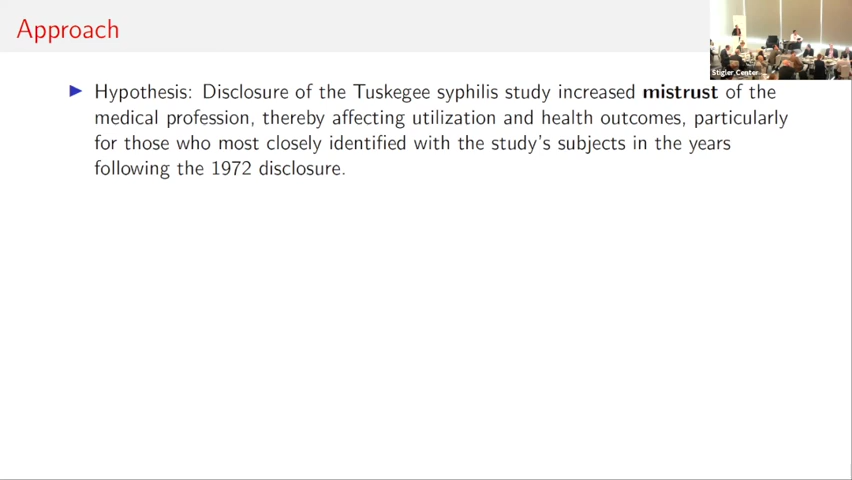 Approach
Stigler Center
▶ Hypothesis: Disclosure of the Tuskegee syphilis study increased mistrust of the
medical profession, thereby affecting utilization and health outcomes, particularly
for those who most closely identified with the study's subjects in the years
following the 1972 disclosure.